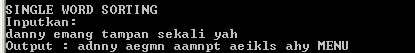 SINGLE WORD SORTING
Inputkan:
danny emang tampan sekali yah
Output : adnny aegmn aamnpt aeikls ahy MENU